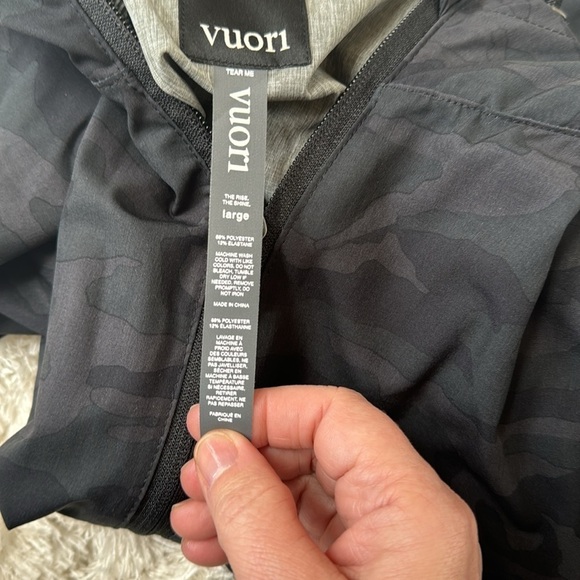 vuori
TEAR ME
vuori
THE RISE.
THE SHINE.
large
88% POLYESTER
12% ELASTANE
MACHINE WASH
COLD WITH LIKE
COLORS, DO NOT
BLEACH, TUMBLE
DRY LOW IF
NEEDED, REMOVE
PROMPTLY, DO
NOT IRON
MADE IN CHINA
88% POLYESTER
12% ÉLASTHANNE
LAVAGE EN
MACHINE À
FROID AVEC
DES COULEURS
SEMBLABLES, NE
PAS JAVELLISER,
SÉCHER EN
MACHINE À BASSE
TEMPÉRATURE
SI NÉCESSAIRE,
RETIRER
RAPIDEMENT, NE
PAS REPASSER
FABRIQUÉ EN
CHINE